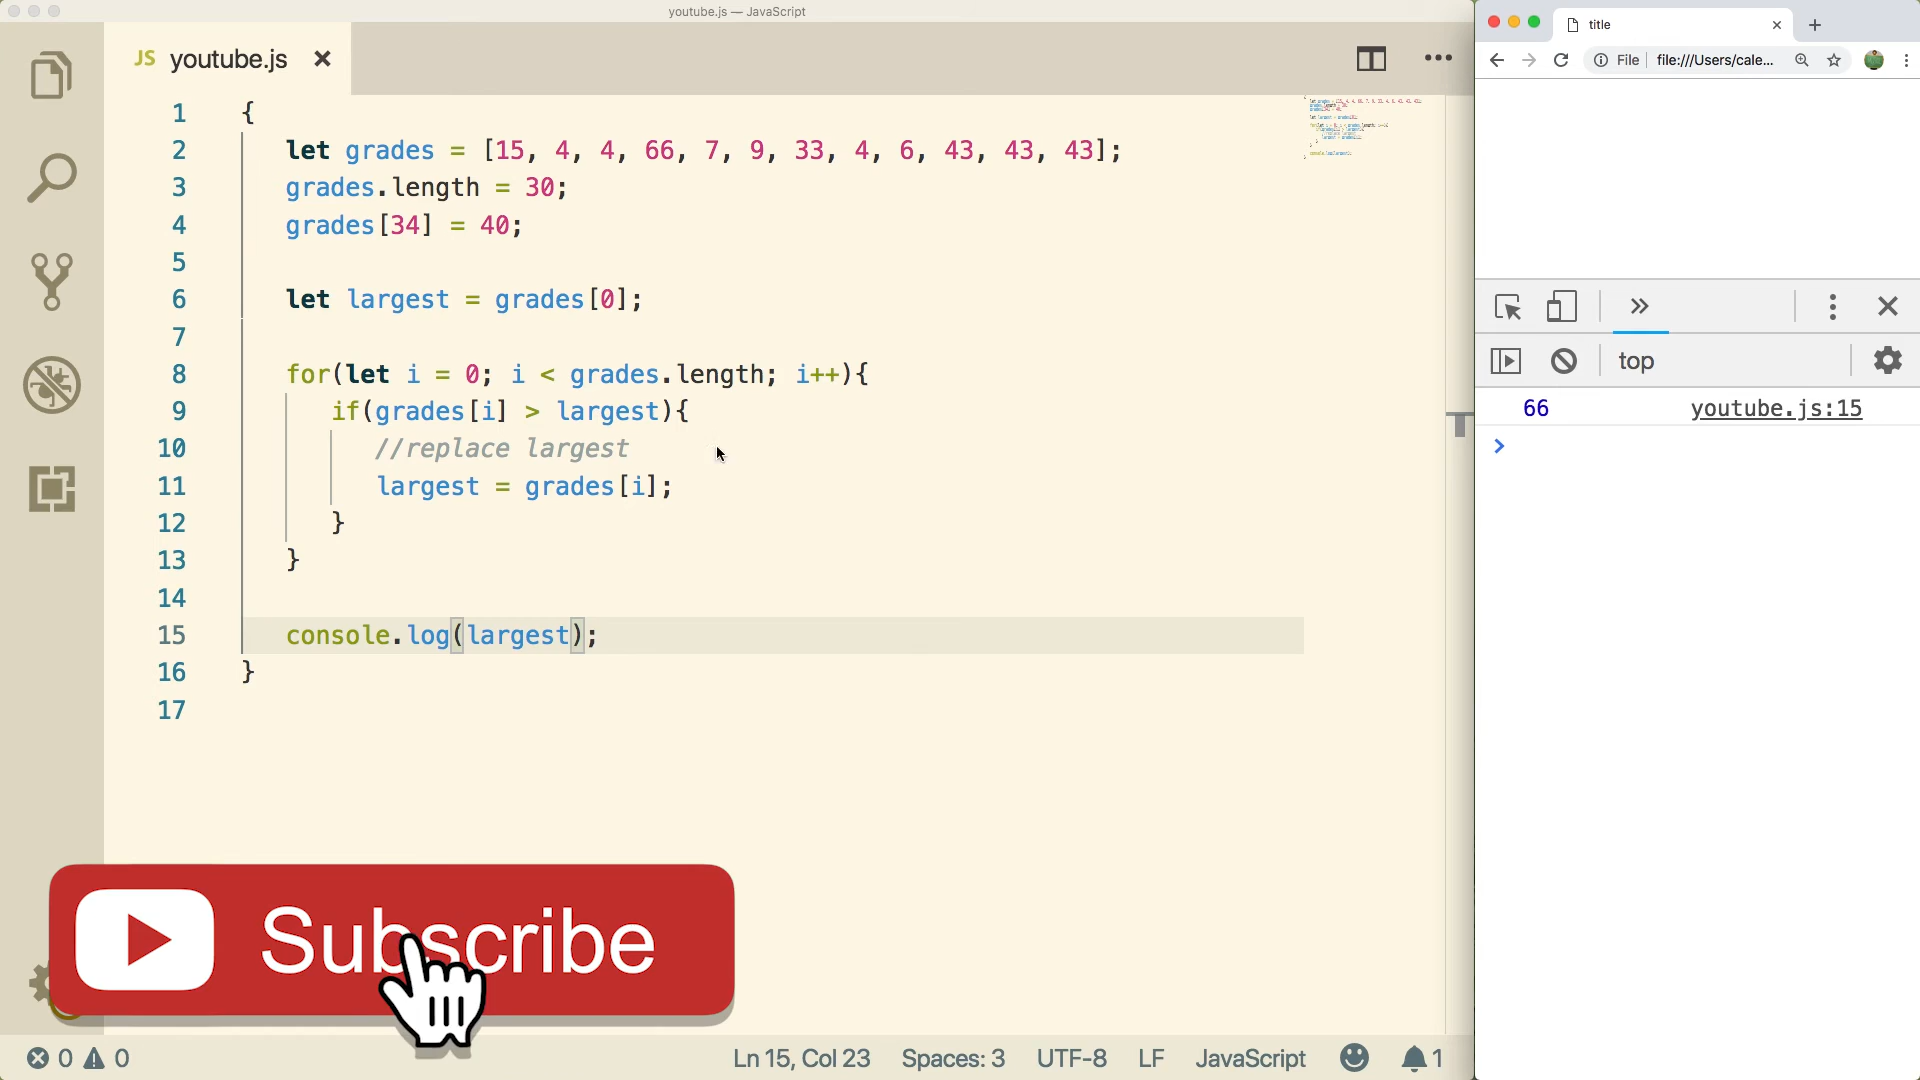 youtube.js — JavaScript
JS youtube.js
1 {
2 let grades = [15, 4, 4, 66, 7, 9, 33, 4, 6, 43, 43, 43];
3 grades.length = 30;
4 grades[34] = 40;
5
6 let largest = grades[0];
7
8 for(let i = 0; i < grades.length; i++){
9 if(grades[i] > largest){
10 //replace largest
11 largest = grades[i];
12 }
13 }
14
15 console.log(largest);
16 }
17
Subscribe
0 0 Ln 15, Col 23 Spaces: 3 UTF-8 LF JavaScript 1
title
File file:///Users/cale...
top
66 youtube.js:15